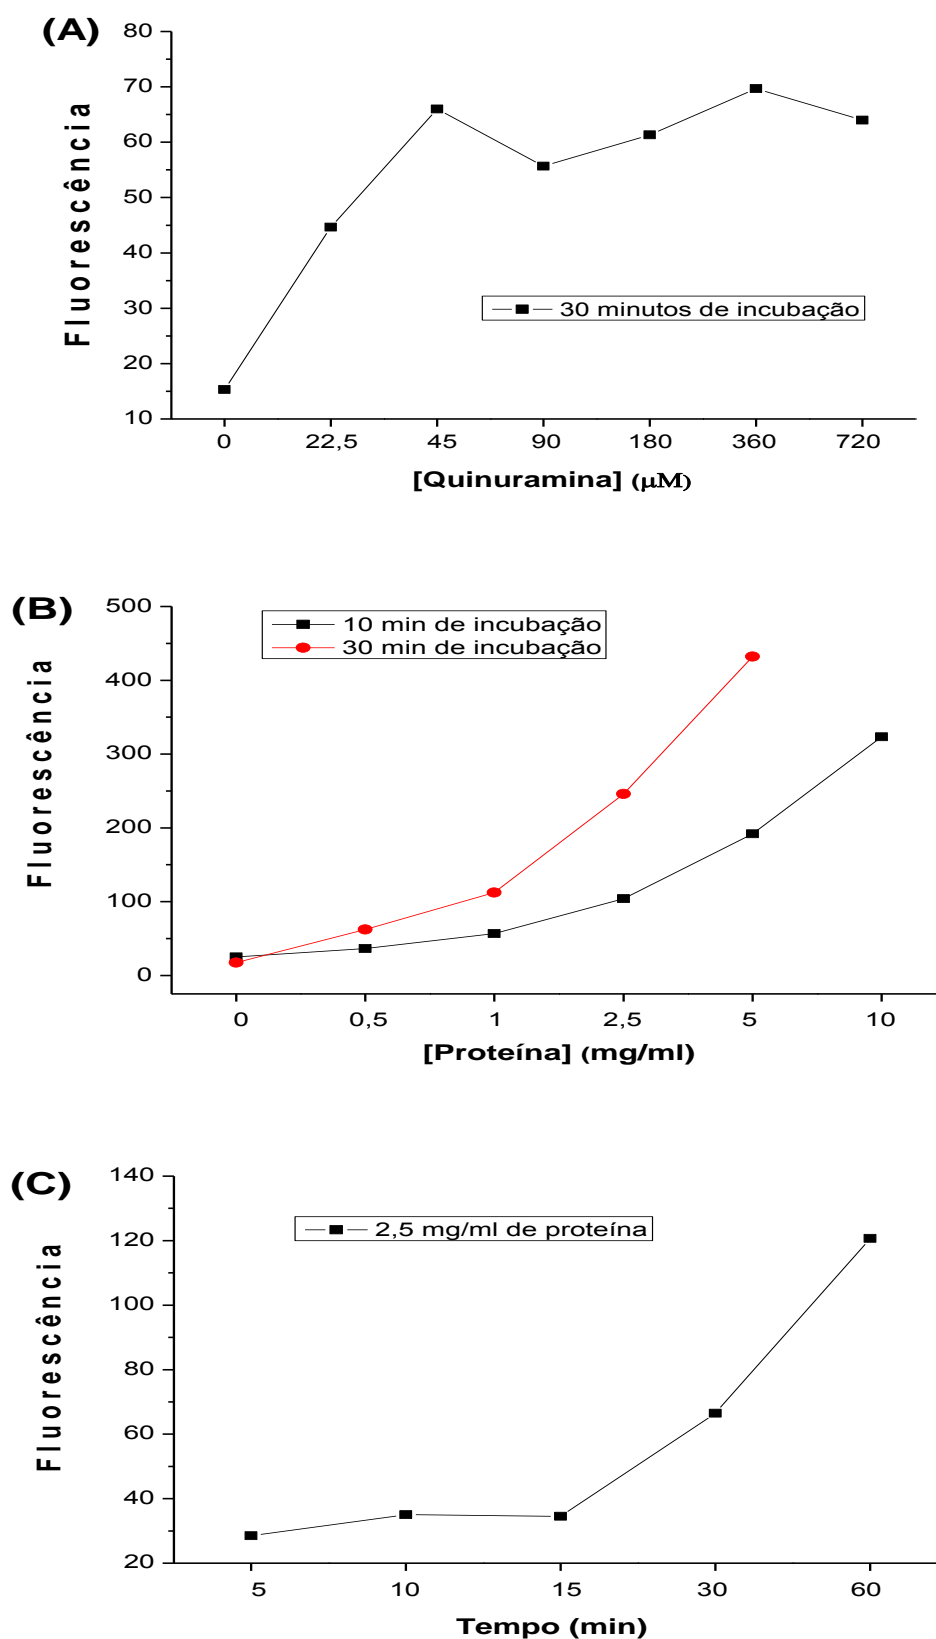 (A)
80
70
60
50
40
30
20
10
Fluorescência
30 minutos de incubação
0 22,5 45 90 180 360 720
[Quinuramina] (μM)
(B)
500
400
300
200
100
0
Fluorescência
10 min de incubação
30 min de incubação
0 0,5 1 2,5 5 10
[Proteína] (mg/ml)
(C)
140
120
100
80
60
40
20
Fluorescência
2,5 mg/ml de proteína
5 10 15 30 60
Tempo (min)